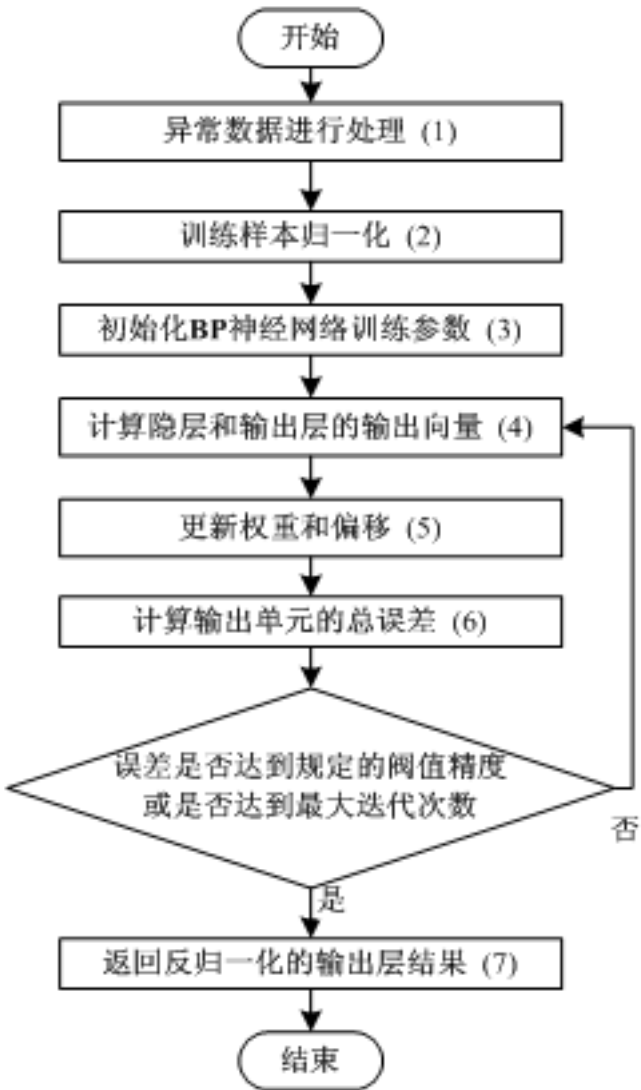 开始
异常数据进行处理 (1)
训练样本归一化 (2)
初始化BP神经网络训练参数 (3)
计算隐层和输出层的输出向量 (4)
更新权重和偏移 (5)
计算输出单元的总误差 (6)
误差是否达到规定的阀值精度
或是否达到最大迭代次数
否
是
返回反归一化的输出层结果 (7)
结束